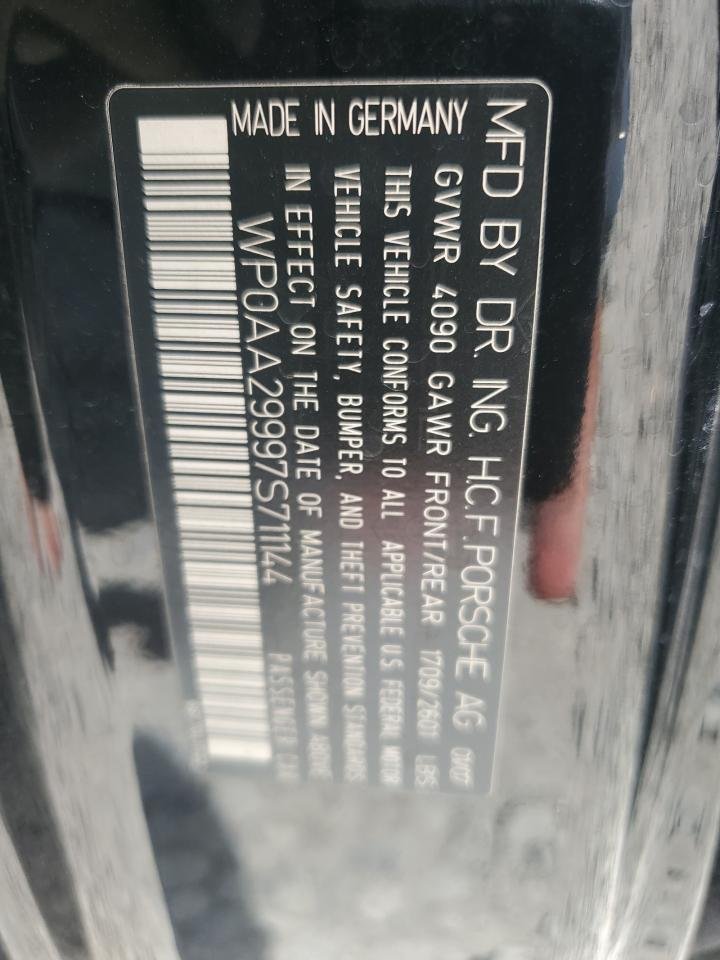 MFD BY DR. ING. H.C.F. PORSCHE AG 01/07
GVWR 4090 GAWR FRONT/REAR 1709/2601 LBS
THIS VEHICLE CONFORMS TO ALL APPLICABLE U.S. FEDERAL MOTOR
VEHICLE SAFETY, BUMPER, AND THEFT PREVENTION STANDARDS
IN EFFECT ON THE DATE OF MANUFACTURE SHOWN ABOVE
WP0AA29997S711144 PASSENGER CAR
MADE IN GERMANY